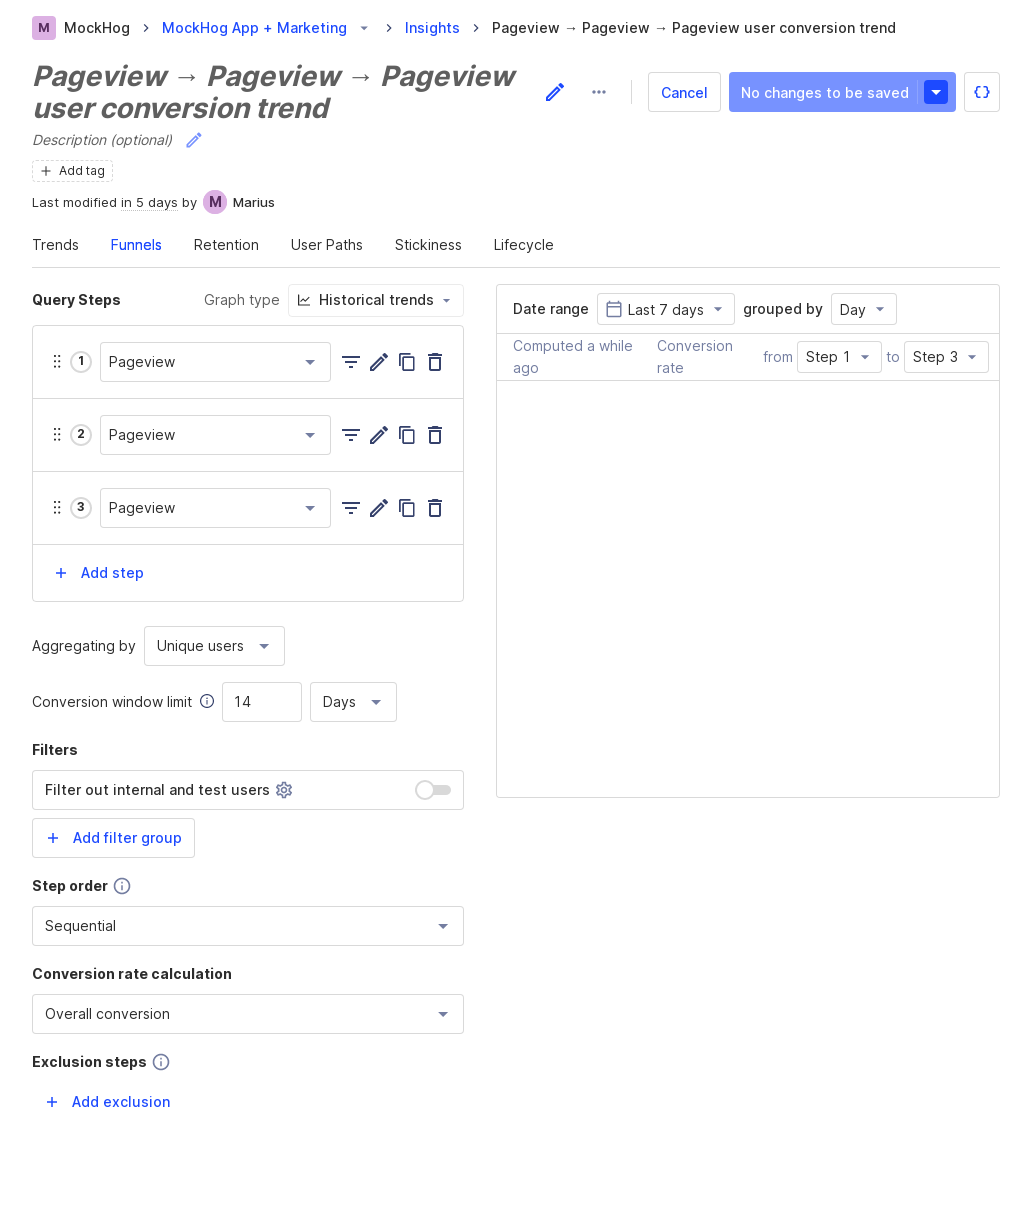 M MockHog MockHog App + Marketing Insights Pageview → Pageview → Pageview user conversion trend
Pageview → Pageview → Pageview
user conversion trend
Cancel No changes to be saved
Description (optional)
Add tag
Last modified in 5 days by M Marius
Trends Funnels Retention User Paths Stickiness Lifecycle
Query Steps Graph type Historical trends
1 Pageview
2 Pageview
3 Pageview
Add step
Aggregating by Unique users
Conversion window limit 14 Days
Filters
Filter out internal and test users
Add filter group
Step order
Sequential
Conversion rate calculation
Overall conversion
Exclusion steps
Add exclusion
Date range Last 7 days grouped by Day
Computed a while
ago
Conversion
rate
from Step 1 to Step 3